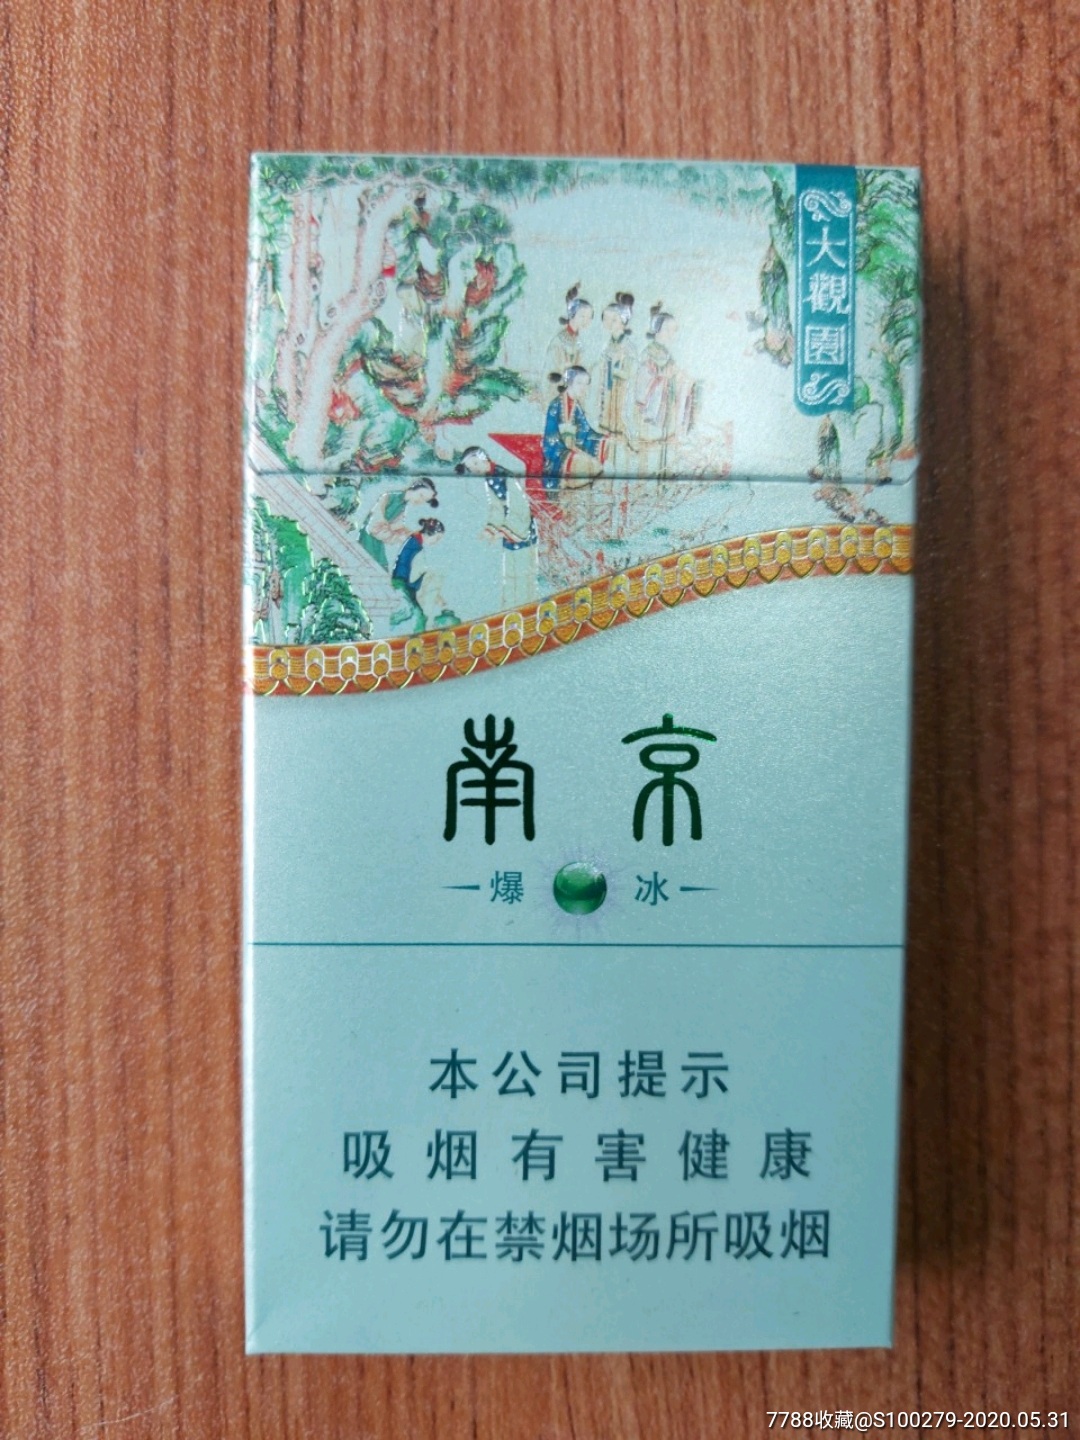 大觀園
南京
爆冰
本公司提示
吸烟有害健康
请勿在禁烟场所吸烟
7788收藏@S100279-2020.05.31